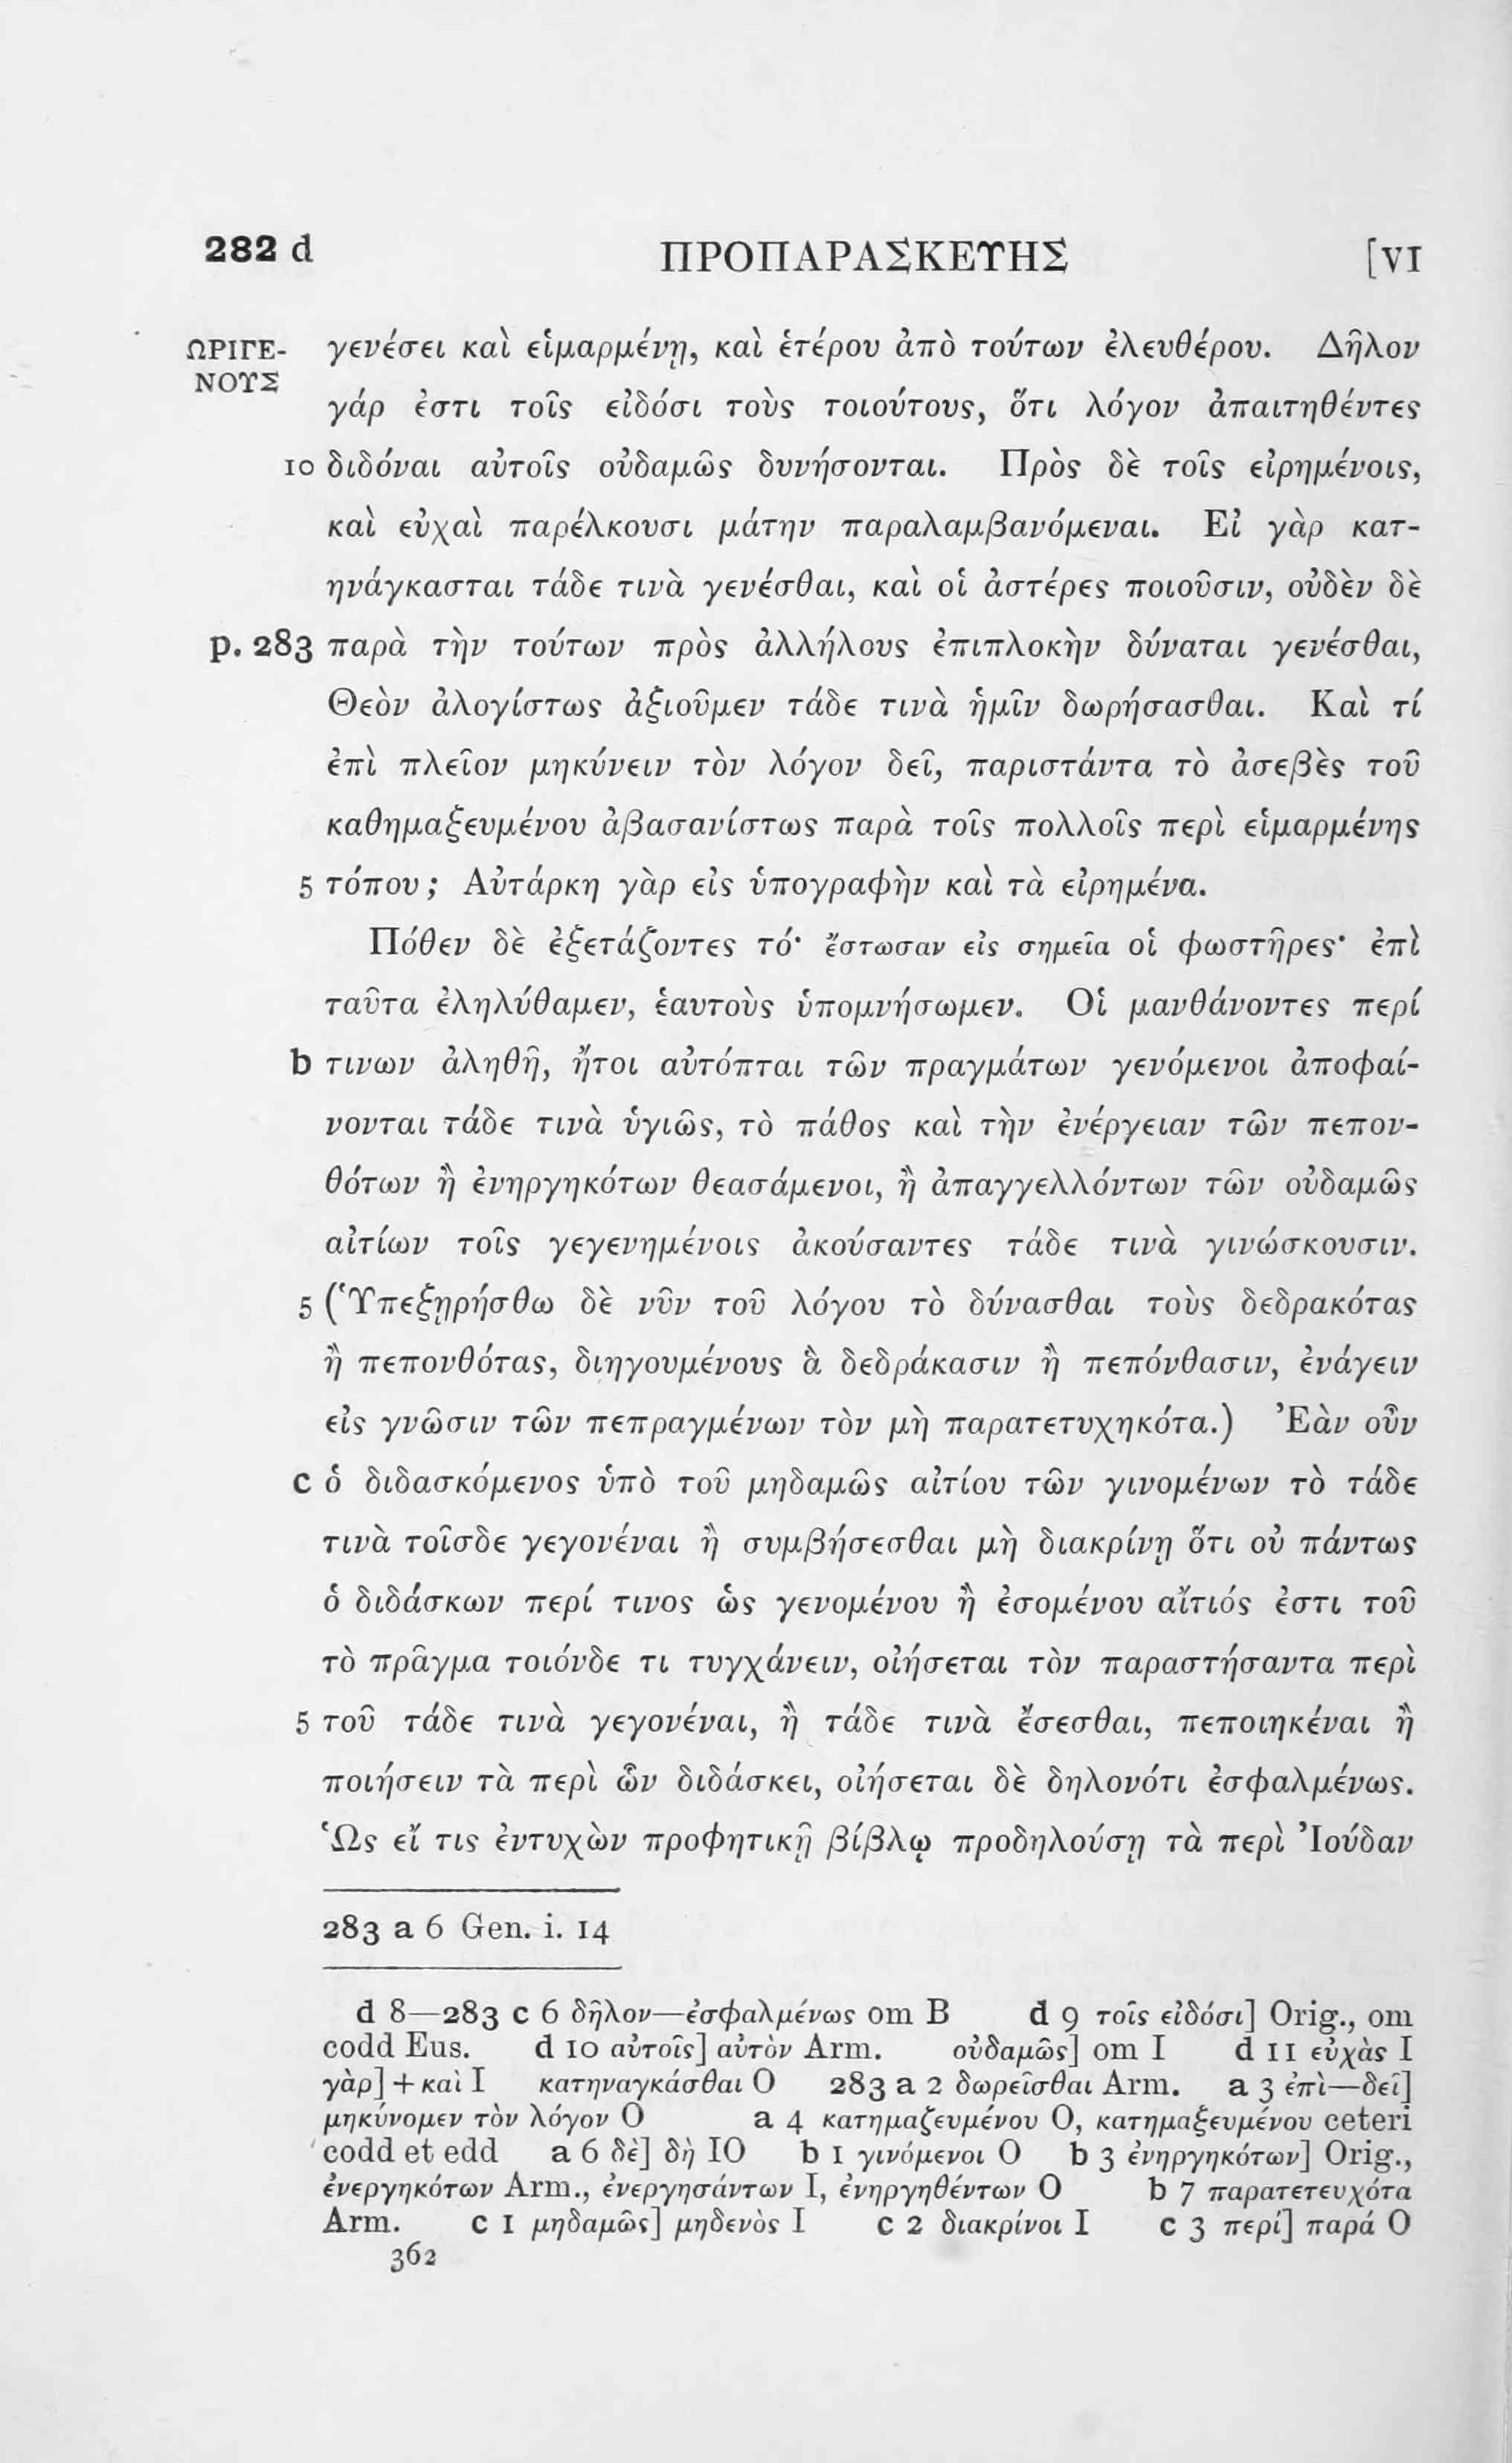 282 d ΠΡΟΠΑΡΑΣΚΕΥΗΣ [VI
ΩΡΙΓΕ- γενέσει καὶ εἱμαρμένῃ, καὶ ἑτέρου ἀπὸ τούτων ἐλευθέρου. Δῆλον
ΝΟΥΣ
γάρ ἐστι τοῖς εἰδόσι τοὺς τοιούτους, ὅτι λόγον ἀπαιτηθέντες
10 διδόναι αὐτοῖς οὐδαμῶς δυνήσονται. Πρὸς δὲ τοῖς εἰρημένοις,
καὶ εὐχαὶ παρέλκουσι μάτην παραλαμβανόμεναι. Εἰ γὰρ κατ-
ηνάγκασται τάδε τινὰ γενέσθαι, καὶ οἱ ἀστέρες ποιοῦσιν, οὐδὲν δὲ
p. 283 παρὰ τὴν τούτων πρὸς ἀλλήλους ἐπιπλοκὴν δύναται γενέσθαι,
Θεὸν ἀλογίστως ἀξιοῦμεν τάδε τινὰ ἡμῖν δωρήσασθαι. Καὶ τί
ἐπὶ πλεῖον μηκύνειν τὸν λόγον δεῖ, παριστάντα τὸ ἀσεβὲς τοῦ
καθημαξευμένου ἀβασανίστως παρὰ τοῖς πολλοῖς περὶ εἱμαρμένης
5 τόπου; Αὐτάρκη γὰρ εἰς ὑπογραφὴν καὶ τὰ εἰρημένα.
Πόθεν δὲ ἐξετάζοντες τό· ἔστωσαν εἰς σημεῖα οἱ φωστῆρες· ἐπὶ
ταῦτα ἐληλύθαμεν, ἑαυτοὺς ὑπομνήσωμεν. Οἱ μανθάνοντες περί
b τινων ἀληθῆ, ἤτοι αὐτόπται τῶν πραγμάτων γενόμενοι ἀποφαί-
νονται τάδε τινὰ ὑγιῶς, τὸ πάθος καὶ τὴν ἐνέργειαν τῶν πεπον-
θότων ἢ ἐνηργηκότων θεασάμενοι, ἢ ἀπαγγελλόντων τῶν οὐδαμῶς
αἰτίων τοῖς γεγενημένοις ἀκούσαντες τάδε τινὰ γινώσκουσιν.
5 (Ὑπεξῃρήσθω δὲ νῦν τοῦ λόγου τὸ δύνασθαι τοὺς δεδρακότας
ἢ πεπονθότας, διηγουμένους ἃ δεδράκασιν ἢ πεπόνθασιν, ἐνάγειν
εἰς γνῶσιν τῶν πεπραγμένων τὸν μὴ παρατετυχηκότα.) Ἐὰν οὖν
c ὁ διδασκόμενος ὑπὸ τοῦ μηδαμῶς αἰτίου τῶν γινομένων τὸ τάδε
τινὰ τοῖσδε γεγονέναι ἢ συμβήσεσθαι μὴ διακρίνῃ ὅτι οὐ πάντως
ὁ διδάσκων περί τινος ὡς γενομένου ἢ ἐσομένου αἴτιός ἐστι τοῦ
τὸ πρᾶγμα τοιόνδε τι τυγχάνειν, οἰήσεται τὸν παραστήσαντα περὶ
5 τοῦ τάδε τινὰ γεγονέναι, ἢ τάδε τινὰ ἔσεσθαι, πεποιηκέναι ἢ
ποιήσειν τὰ περὶ ὧν διδάσκει, οἰήσεται δὲ δηλονότι ἐσφαλμένως.
Ὡς εἴ τις ἐντυχὼν προφητικῇ βίβλῳ προδηλούσῃ τὰ περὶ Ἰούδαν
283 a 6 Gen. i. 14
d 8—283 c 6 δῆλον—ἐσφαλμένως om B d 9 τοῖς εἰδόσι] Orig., om
codd Eus. d 10 αὐτοῖς] αὐτὸν Arm. οὐδαμῶς] om I d 11 εὐχὰς I
γὰρ] + καὶ I κατηναγκάσθαι O 283 a 2 δωρεῖσθαι Arm. a 3 ἐπὶ—δεῖ]
μηκύνομεν τὸν λόγον O a 4 κατημαζευμένου O, κατημαξευμένου ceteri
codd et edd a 6 δὲ] δὴ IO b 1 γινόμενοι O b 3 ἐνηργηκότων] Orig.,
ἐνεργηκότων Arm., ἐνεργησάντων I, ἐνηργηθέντων O b 7 παρατετευχότα
Arm. c 1 μηδαμῶς] μηδενὸς I c 2 διακρίνοι I c 3 περί] παρά O
362